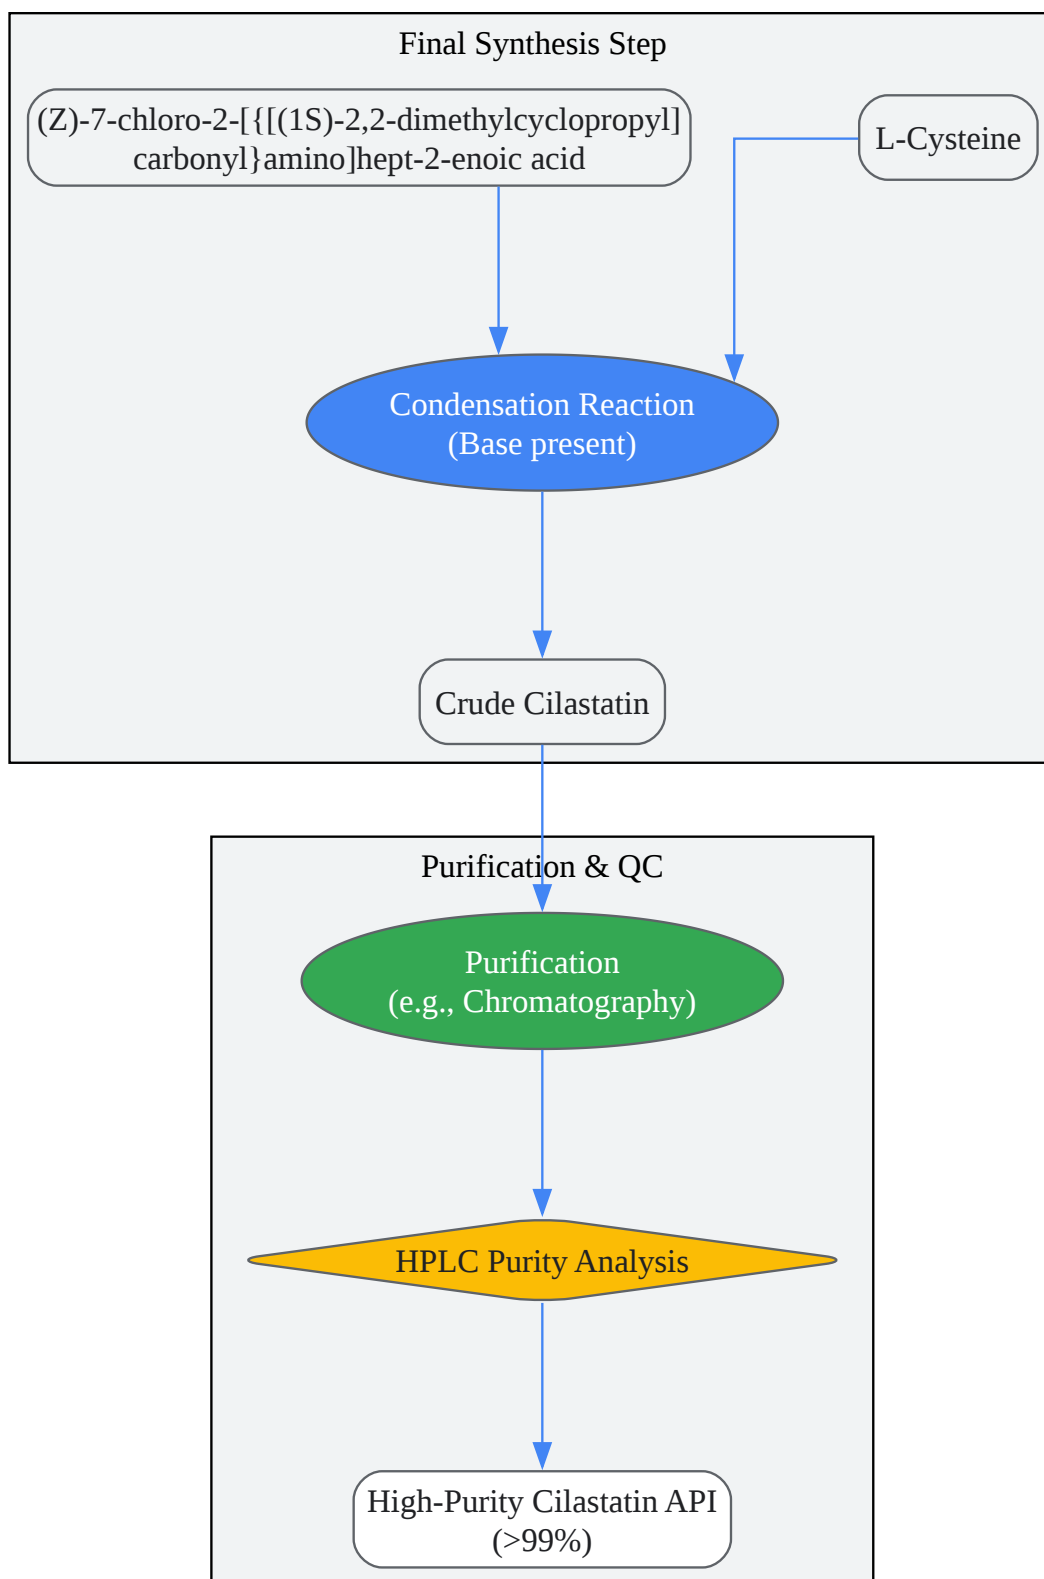 Final Synthesis Step
(Z)-7-chloro-2-[{[(1S)-2,2-dimethylcyclopropyl]
carbonyl}amino]hept-2-enoic acid
L-Cysteine
Condensation Reaction
(Base present)
Crude Cilastatin
Purification & QC
Purification
(e.g., Chromatography)
HPLC Purity Analysis
High-Purity Cilastatin API
(>99%)